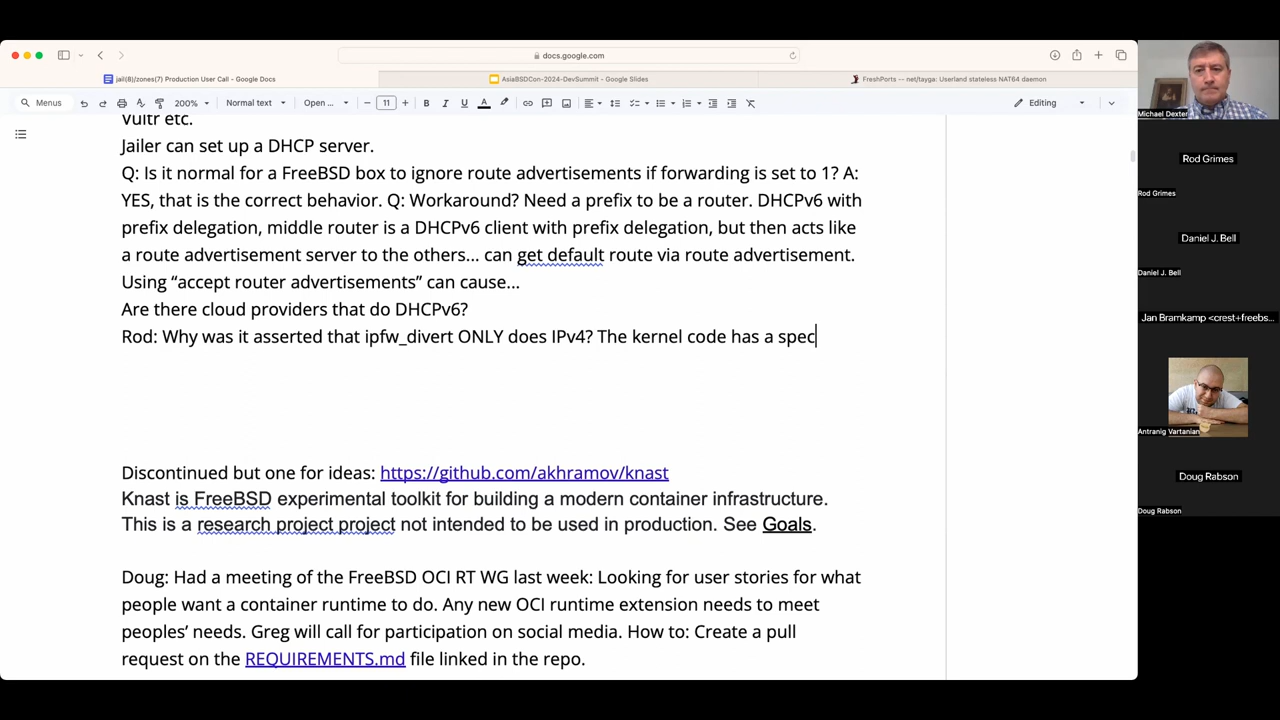 docs.google.com
jail(8)/zones(7) Production User Call - Google Docs
AsiaBSDCon-2024-DevSummit - Google Slides
FreshPorts -- net/tayga: Userland stateless NAT64 daemon
Menus
200%
Normal text
Open ...
11
B
I
U
A
Editing
Vultr etc.
Jailer can set up a DHCP server.
Q: Is it normal for a FreeBSD box to ignore route advertisements if forwarding is set to 1? A:
YES, that is the correct behavior. Q: Workaround? Need a prefix to be a router. DHCPv6 with
prefix delegation, middle router is a DHCPv6 client with prefix delegation, but then acts like
a route advertisement server to the others... can get default route via route advertisement.
Using “accept router advertisements” can cause...
Are there cloud providers that do DHCPv6?
Rod: Why was it asserted that ipfw_divert ONLY does IPv4? The kernel code has a spec
Discontinued but one for ideas: https://github.com/akhramov/knast
Knast is FreeBSD experimental toolkit for building a modern container infrastructure.
This is a research project project not intended to be used in production. See Goals.
Doug: Had a meeting of the FreeBSD OCI RT WG last week: Looking for user stories for what
people want a container runtime to do. Any new OCI runtime extension needs to meet
peoples’ needs. Greg will call for participation on social media. How to: Create a pull
request on the REQUIREMENTS.md file linked in the repo.
Michael Dexter
Rod Grimes
Rod Grimes
Daniel J. Bell
Daniel J. Bell
Jan Bramkamp <crest+freebs...
Antranig Vartanian
Doug Rabson
Doug Rabson